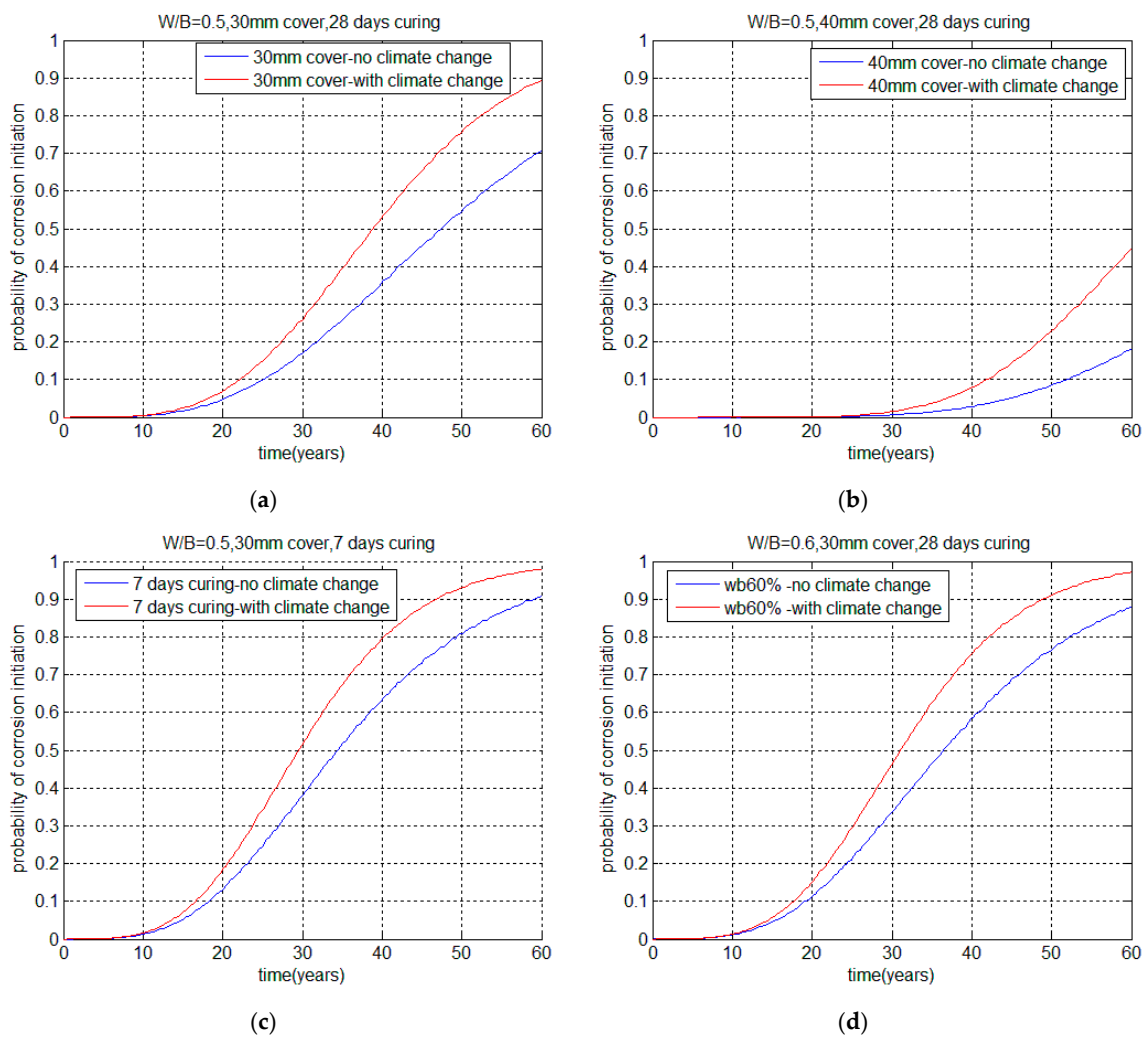 W/B=0.5,30mm cover,28 days curing
30mm cover-no climate change
30mm cover-with climate change
probability of corrosion initiation
1
0.9
0.8
0.7
0.6
0.5
0.4
0.3
0.2
0.1
0
0 10 20 30 40 50 60
time(years)
(a)
W/B=0.5,40mm cover,28 days curing
40mm cover-no climate change
40mm cover-with climate change
probability of corrosion initiation
1
0.9
0.8
0.7
0.6
0.5
0.4
0.3
0.2
0.1
0
0 10 20 30 40 50 60
time(years)
(b)
W/B=0.5,30mm cover,7 days curing
7 days curing-no climate change
7 days curing-with climate change
probability of corrosion initiation
1
0.9
0.8
0.7
0.6
0.5
0.4
0.3
0.2
0.1
0
0 10 20 30 40 50 60
time(years)
(c)
W/B=0.6,30mm cover,28 days curing
wb60% -no climate change
wb60% -with climate change
probability of corrosion initiation
1
0.9
0.8
0.7
0.6
0.5
0.4
0.3
0.2
0.1
0
0 10 20 30 40 50 60
time(years)
(d)